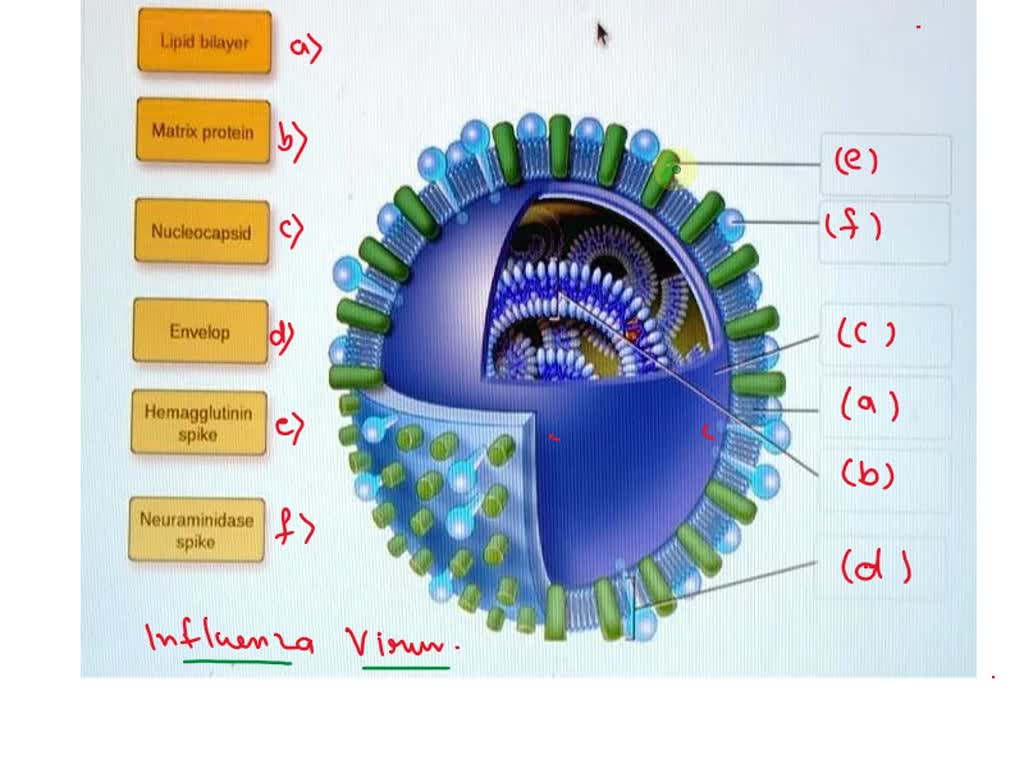 Lipid bilayer a)
Matrix protein b)
Nucleocapsid c)
Envelop d)
Hemagglutinin
spike e)
Neuraminidase
spike f)
(e)
(f)
(c)
(a)
(b)
(d)
Influenza Virus.